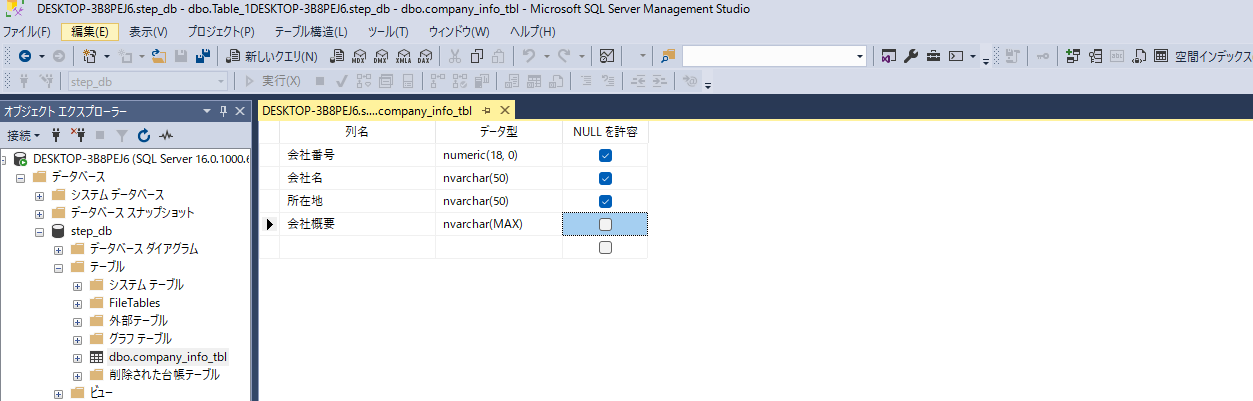 DESKTOP-3B8PEJ6.step_db - dbo.Table_1DESKTOP-3B8PEJ6.step_db - dbo.company_info_tbl - Microsoft SQL Server Management Studio
ファイル(F) 編集(E) 表示(V) プロジェクト(P) テーブル構造(L) ツール(T) ウィンドウ(W) ヘルプ(H)
新しいクエリ(N) MDX DMX XMLA DAX 空間インデックス
step_db 実行(X)
オブジェクト エクスプローラー
DESKTOP-3B8PEJ6.s....company_info_tbl
接続
列名 データ型 NULL を許容
会社番号 numeric(18, 0)
会社名 nvarchar(50)
所在地 nvarchar(50)
会社概要 nvarchar(MAX)
DESKTOP-3B8PEJ6 (SQL Server 16.0.1000.6
データベース
システム データベース
データベース スナップショット
step_db
データベース ダイアグラム
テーブル
システム テーブル
FileTables
外部テーブル
グラフ テーブル
dbo.company_info_tbl
削除された台帳テーブル
ビュー